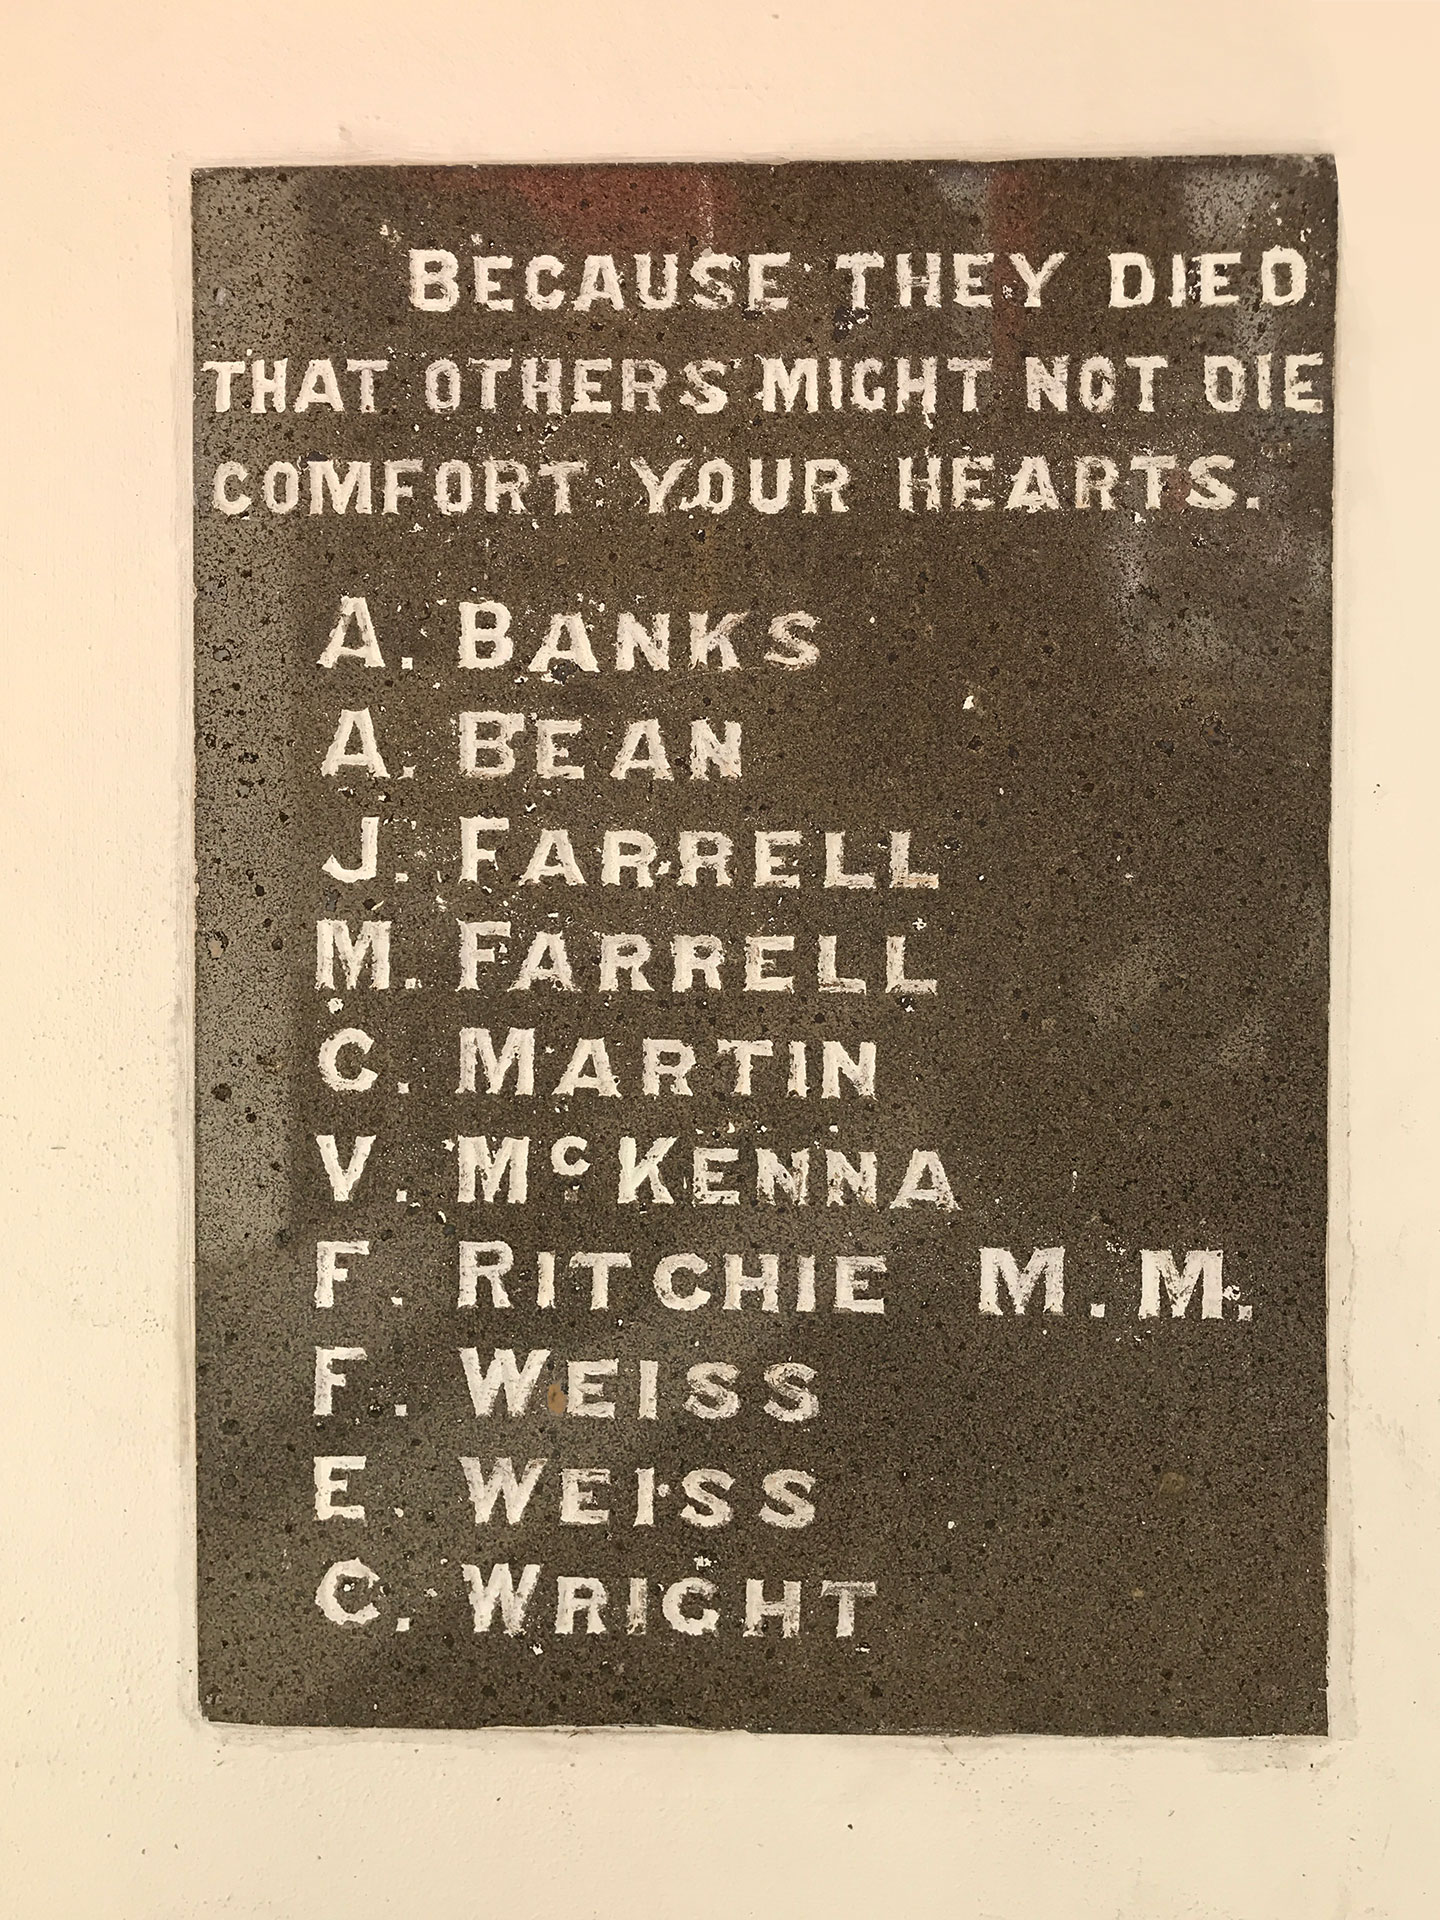 BECAUSE THEY DIED
THAT OTHERS MIGHT NOT DIE
COMFORT YOUR HEARTS.
A. BANKS
A. BEAN
J. FARRELL
M. FARRELL
C. MARTIN
V. McKENNA
F. RITCHIE M.M.
F. WEISS
E. WEISS
C. WRIGHT